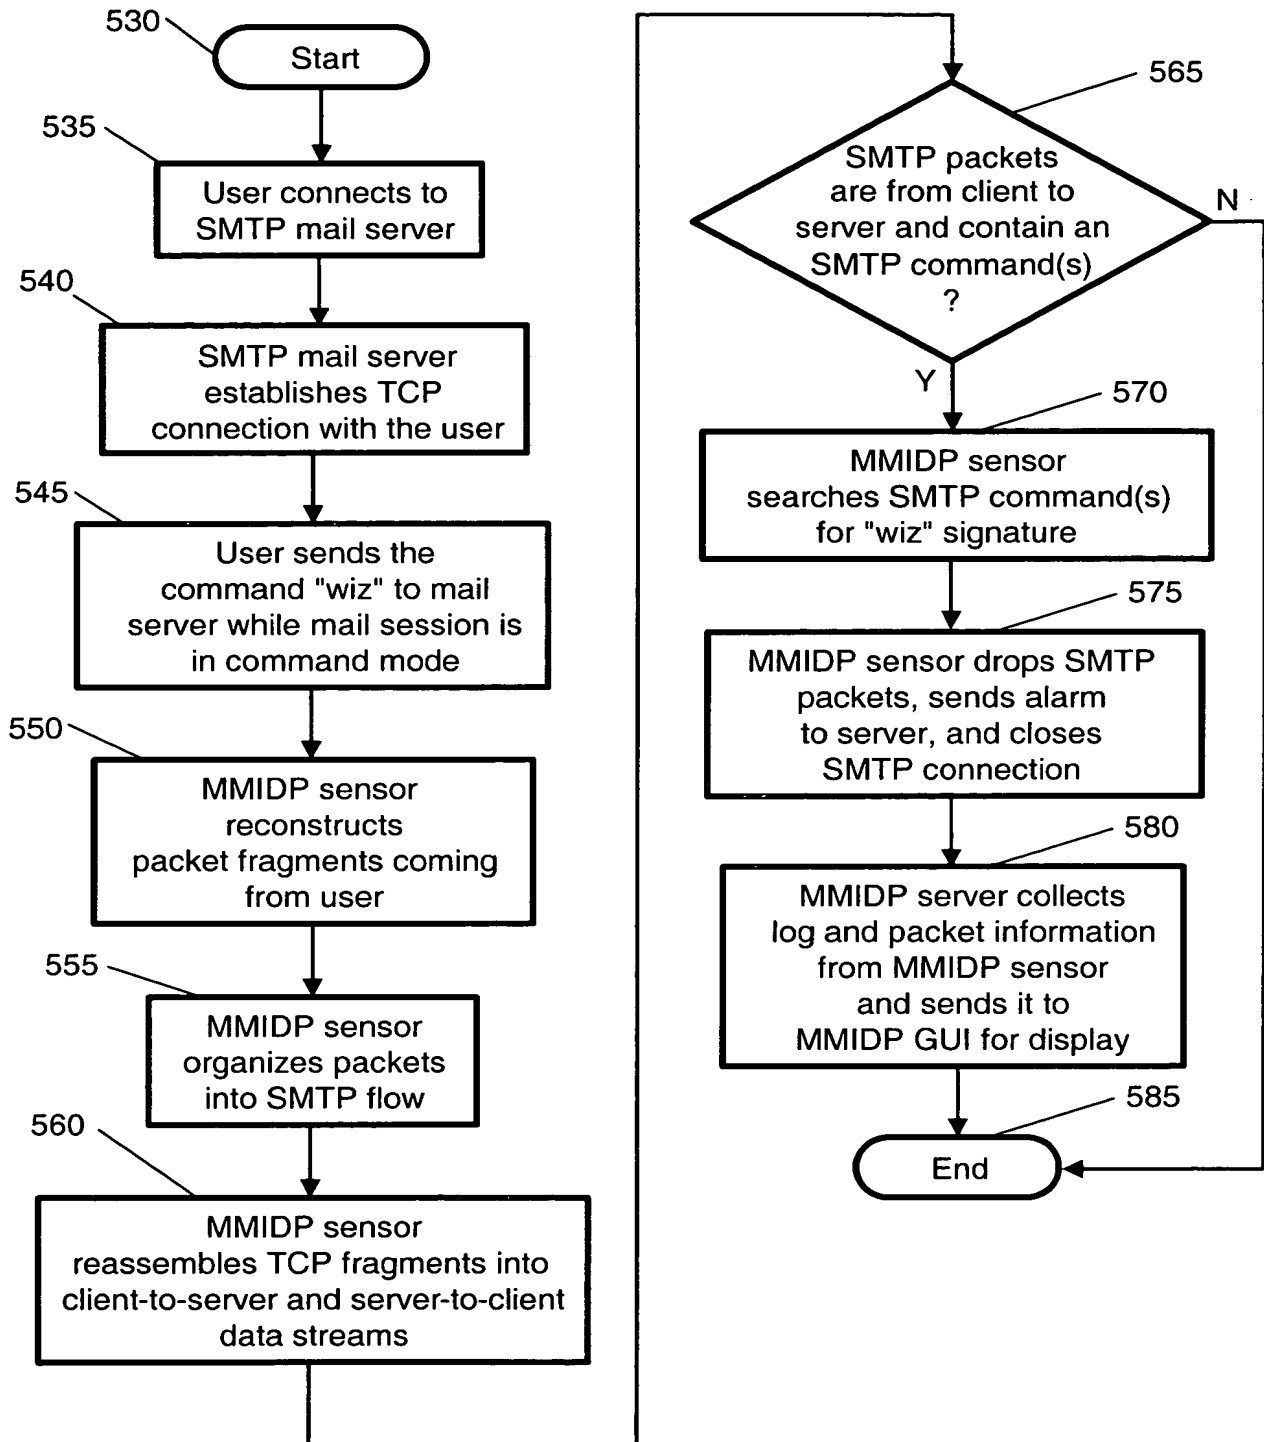 530
Start
535
User connects to
SMTP mail server
540
SMTP mail server
establishes TCP
connection with the user
545
User sends the
command "wiz" to mail
server while mail session is
in command mode
550
MMIDP sensor
reconstructs
packet fragments coming
from user
555
MMIDP sensor
organizes packets
into SMTP flow
560
MMIDP sensor
reassembles TCP fragments into
client-to-server and server-to-client
data streams
565
SMTP packets
are from client to
server and contain an
SMTP command(s)
?
N
Y
570
MMIDP sensor
searches SMTP command(s)
for "wiz" signature
575
MMIDP sensor drops SMTP
packets, sends alarm
to server, and closes
SMTP connection
580
MMIDP server collects
log and packet information
from MMIDP sensor
and sends it to
MMIDP GUI for display
585
End